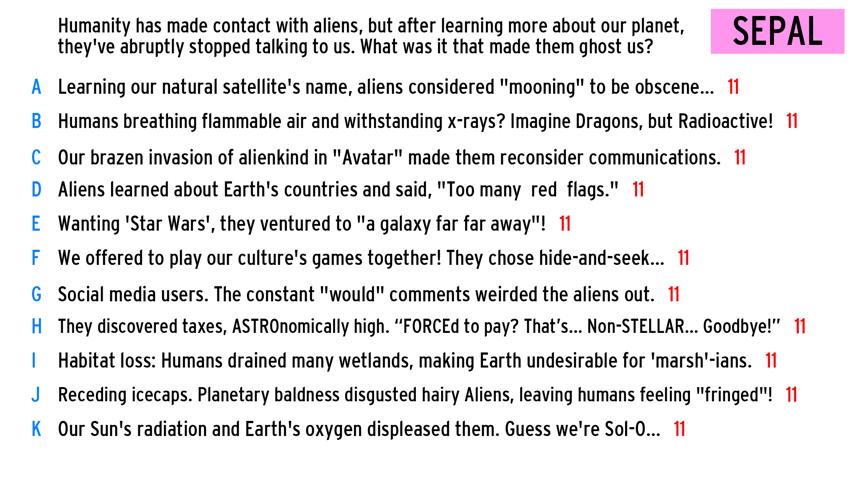 Humanity has made contact with aliens, but after learning more about our planet,
they've abruptly stopped talking to us. What was it that made them ghost us?
SEPAL
A Learning our natural satellite's name, aliens considered "mooning" to be obscene... 11
B Humans breathing flammable air and withstanding x-rays? Imagine Dragons, but Radioactive! 11
C Our brazen invasion of alienkind in "Avatar" made them reconsider communications. 11
D Aliens learned about Earth's countries and said, "Too many red flags." 11
E Wanting 'Star Wars', they ventured to "a galaxy far far away"! 11
F We offered to play our culture's games together! They chose hide-and-seek... 11
G Social media users. The constant "would" comments weirded the aliens out. 11
H They discovered taxes, ASTROnomically high. “FORCEd to pay? That’s... Non-STELLAR... Goodbye!” 11
I Habitat loss: Humans drained many wetlands, making Earth undesirable for 'marsh'-ians. 11
J Receding icecaps. Planetary baldness disgusted hairy Aliens, leaving humans feeling "fringed"! 11
K Our Sun's radiation and Earth's oxygen displeased them. Guess we're Sol-O... 11